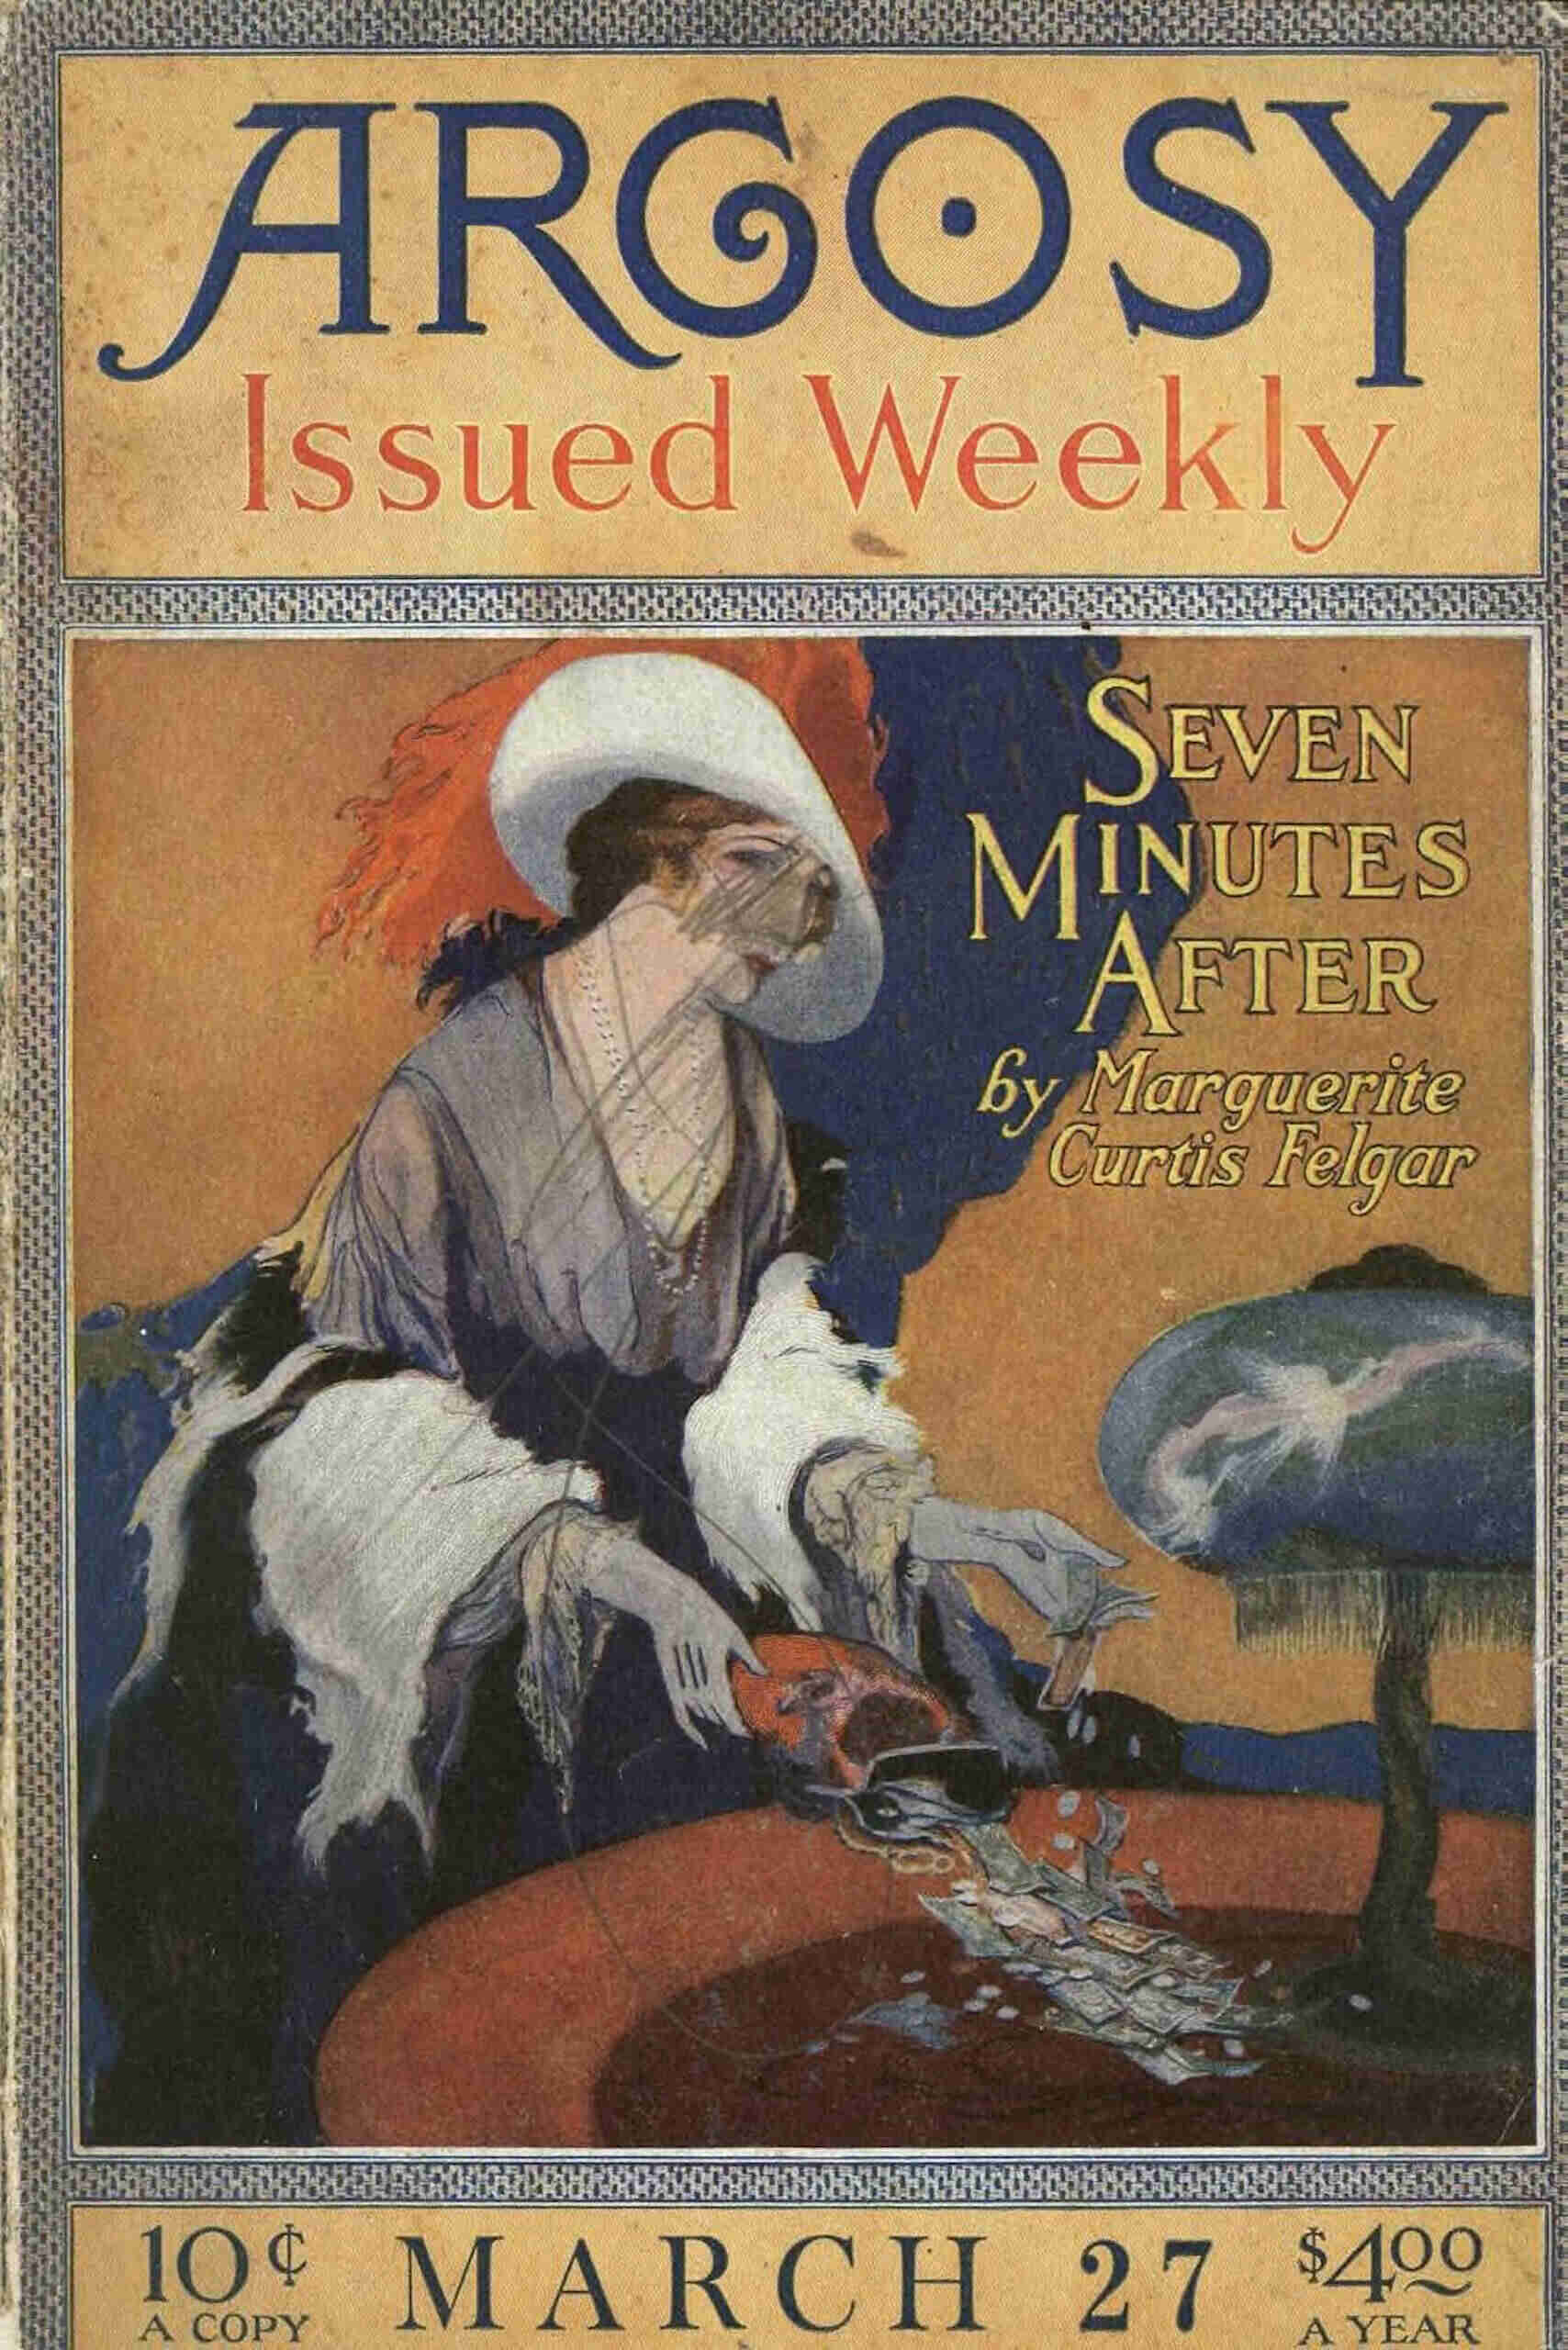 ARGOSY
Issued Weekly
SEVEN
MINUTES
AFTER
by Marguerite
Curtis Felgar
10¢ MARCH 27 $4.00
A COPY A YEAR